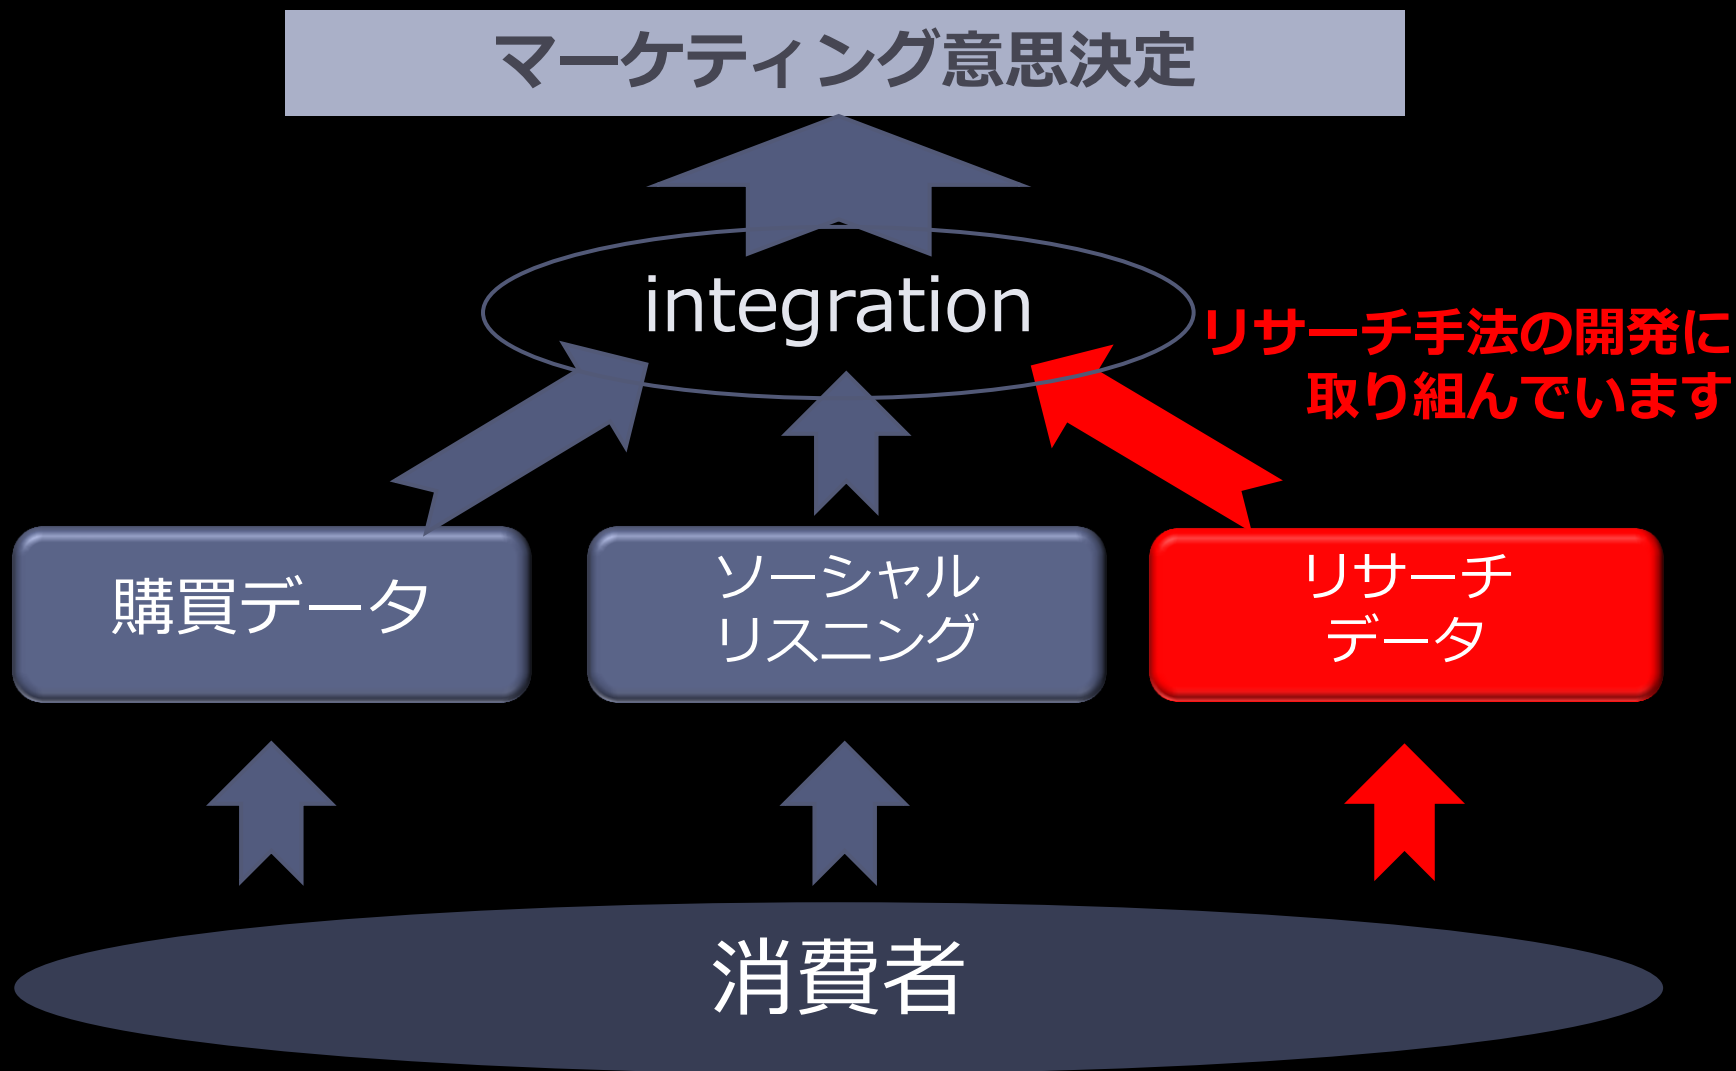 マーケティング意思決定
integration
リサーチ手法の開発に
取り組んでいます
購買データ
ソーシャル
リスニング
リサーチ
データ
消費者